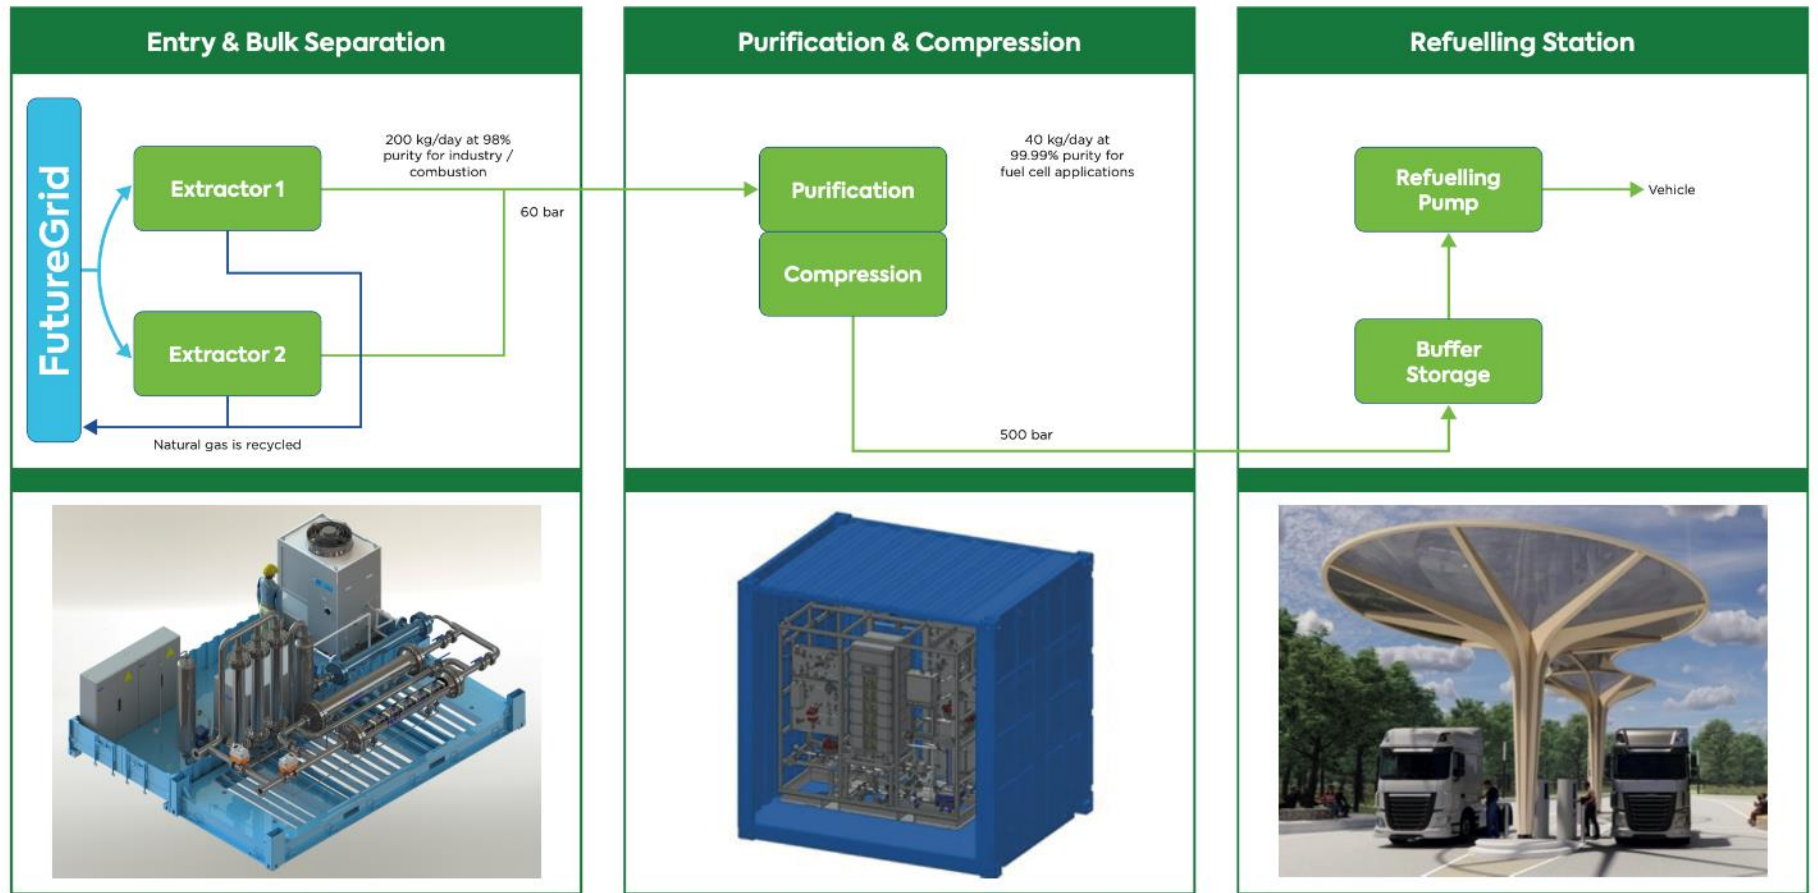 Entry & Bulk Separation
FutureGrid
Extractor 1
Extractor 2
200 kg/day at 98%
purity for industry /
combustion
60 bar
Natural gas is recycled
Purification & Compression
Purification
Compression
40 kg/day at
99.99% purity for
fuel cell applications
500 bar
Refuelling Station
Refuelling
Pump
Vehicle
Buffer
Storage